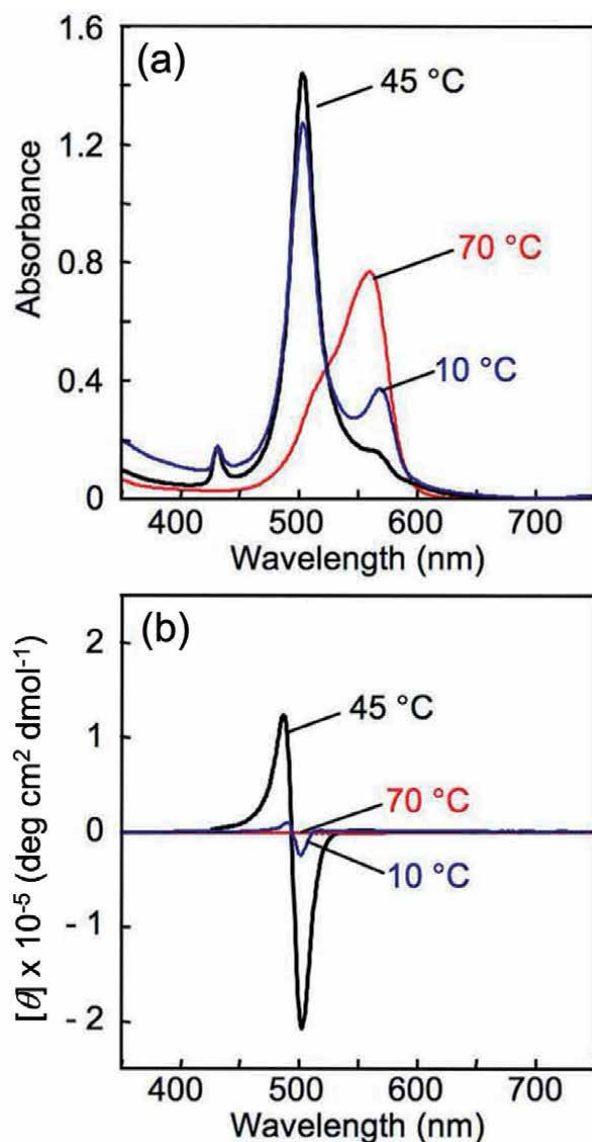 (a)
1.6
1.2
0.8
0.4
0
Absorbance
45 °C
70 °C
10 °C
400 500 600 700
Wavelength (nm)
(b)
2
1
0
- 1
- 2
[θ] x 10⁻⁵ (deg cm² dmol⁻¹)
45 °C
70 °C
10 °C
400 500 600 700
Wavelength (nm)